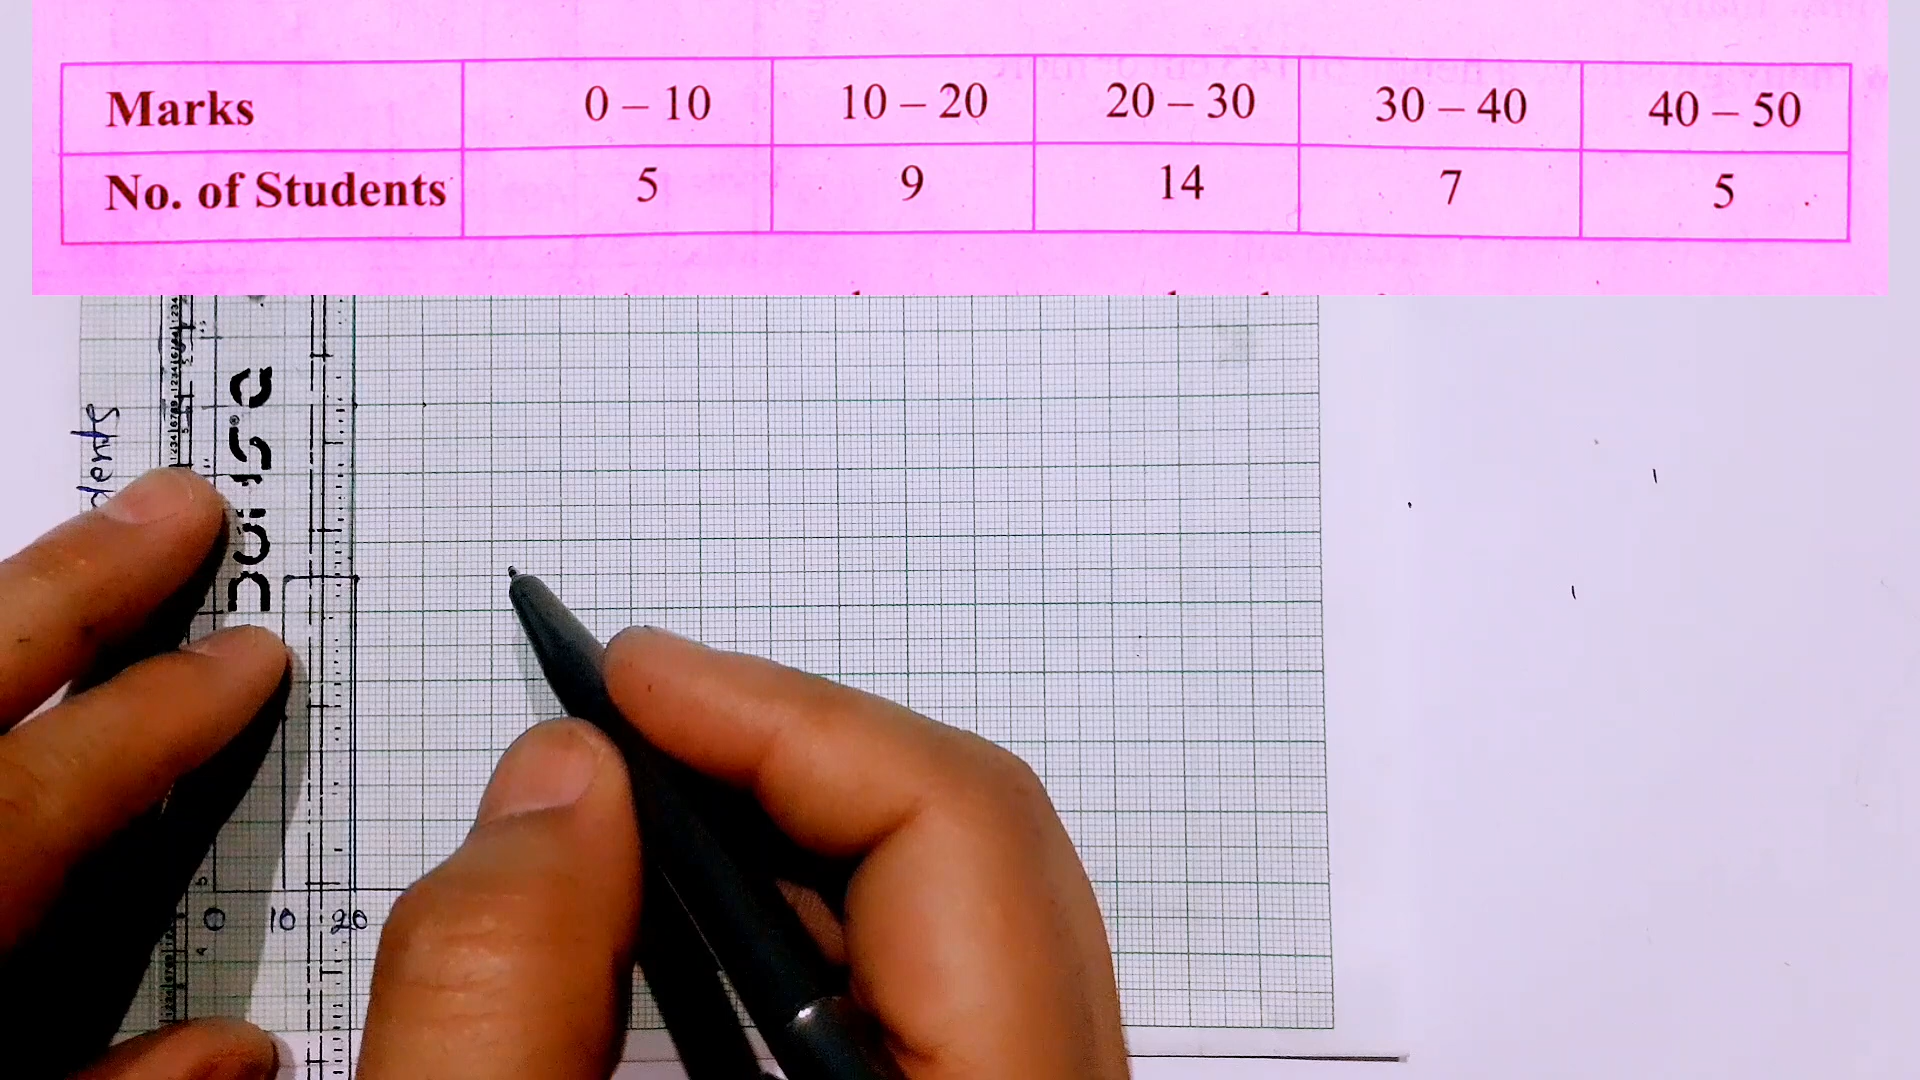 Marks 0 – 10 10 – 20 20 – 30 30 – 40 40 – 50
No. of Students 5 9 14 7 5
dents
0 10 20